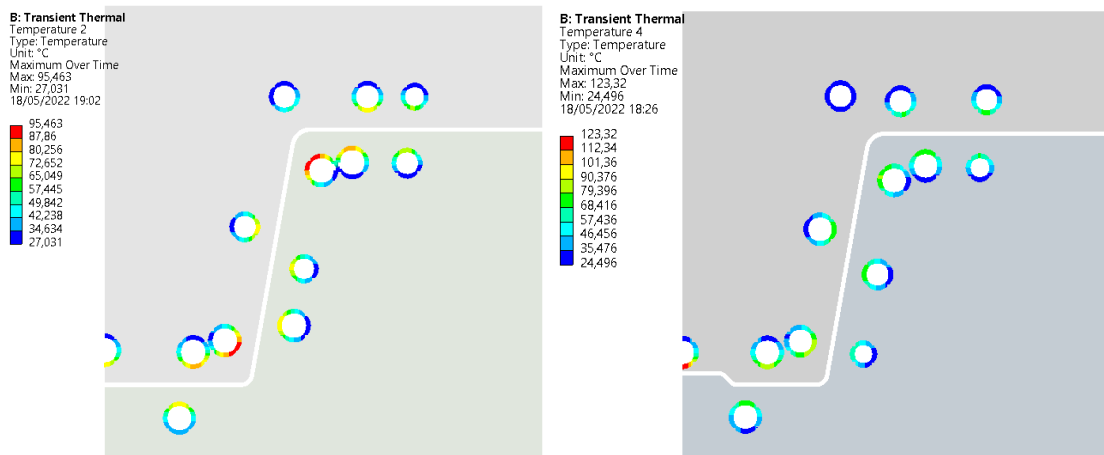 B: Transient Thermal
Temperature 2
Type: Temperature
Unit: °C
Maximum Over Time
Max: 95,463
Min: 27,031
18/05/2022 19:02
95,463
87,86
80,256
72,652
65,049
57,445
49,842
42,238
34,634
27,031
B: Transient Thermal
Temperature 4
Type: Temperature
Unit: °C
Maximum Over Time
Max: 123,32
Min: 24,496
18/05/2022 18:26
123,32
112,34
101,36
90,376
79,396
68,416
57,436
46,456
35,476
24,496